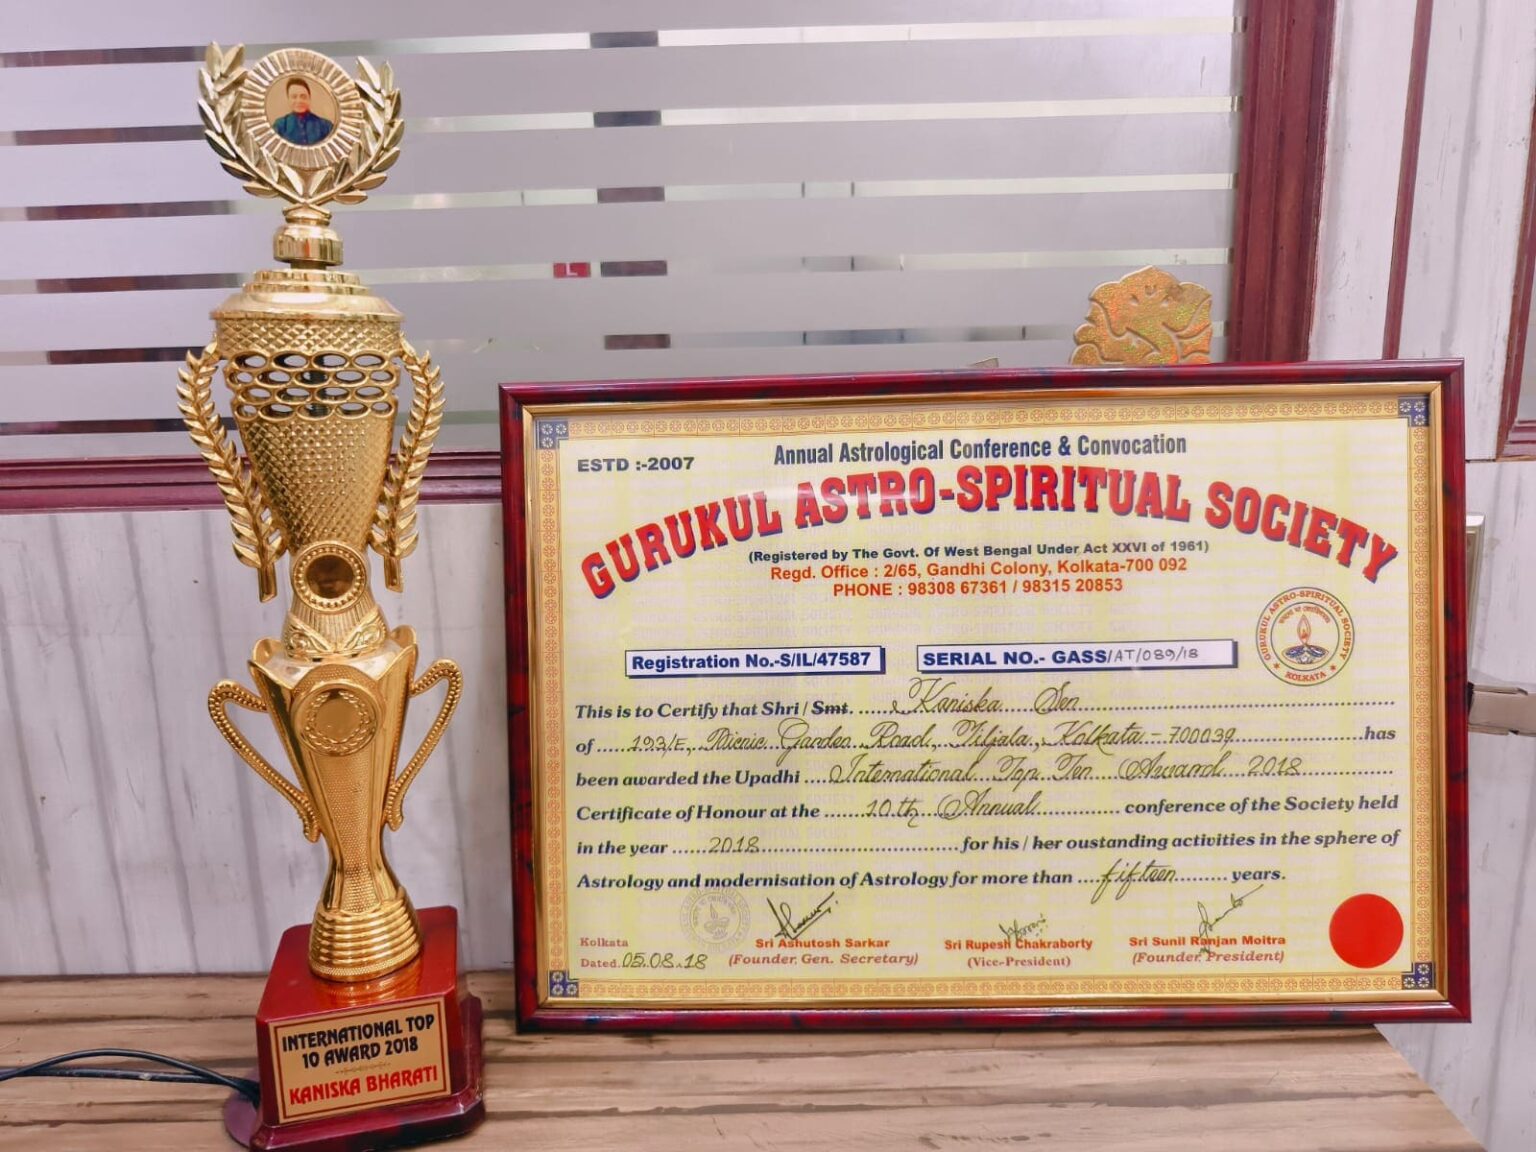 ESTD :-2007
Annual Astrological Conference & Convocation
GURUKUL ASTRO-SPIRITUAL SOCIETY
(Registered by The Govt. Of West Bengal Under Act XXVI of 1961)
Regd. Office : 2/65, Gandhi Colony, Kolkata-700 092
PHONE : 98308 67361 / 98315 20853
GURUKUL ASTRO-SPIRITUAL SOCIETY
KOLKATA
Registration No.-S/IL/47587
SERIAL NO.- GASS/AT/089/18
This is to Certify that Shri / Smt. ..... Kaniska Sen .....
of ..... 193/E, Picnic Garden Road, Tiljala, Kolkata - 700039 ..... has
been awarded the Upadhi .... International Top Ten Award 2018 .....
Certificate of Honour at the ...... 10th Annual ...... conference of the Society held
in the year ...... 2018 ...... for his / her oustanding activities in the sphere of
Astrology and modernisation of Astrology for more than .... fifteen ...... years.
Kolkata
Dated. 05.08.18
Sri Ashutosh Sarkar
(Founder, Gen. Secretary)
Sri Rupesh Chakraborty
(Vice-President)
Sri Sunil Ranjan Moitra
(Founder, President)
INTERNATIONAL TOP
10 AWARD 2018
KANISKA BHARATI